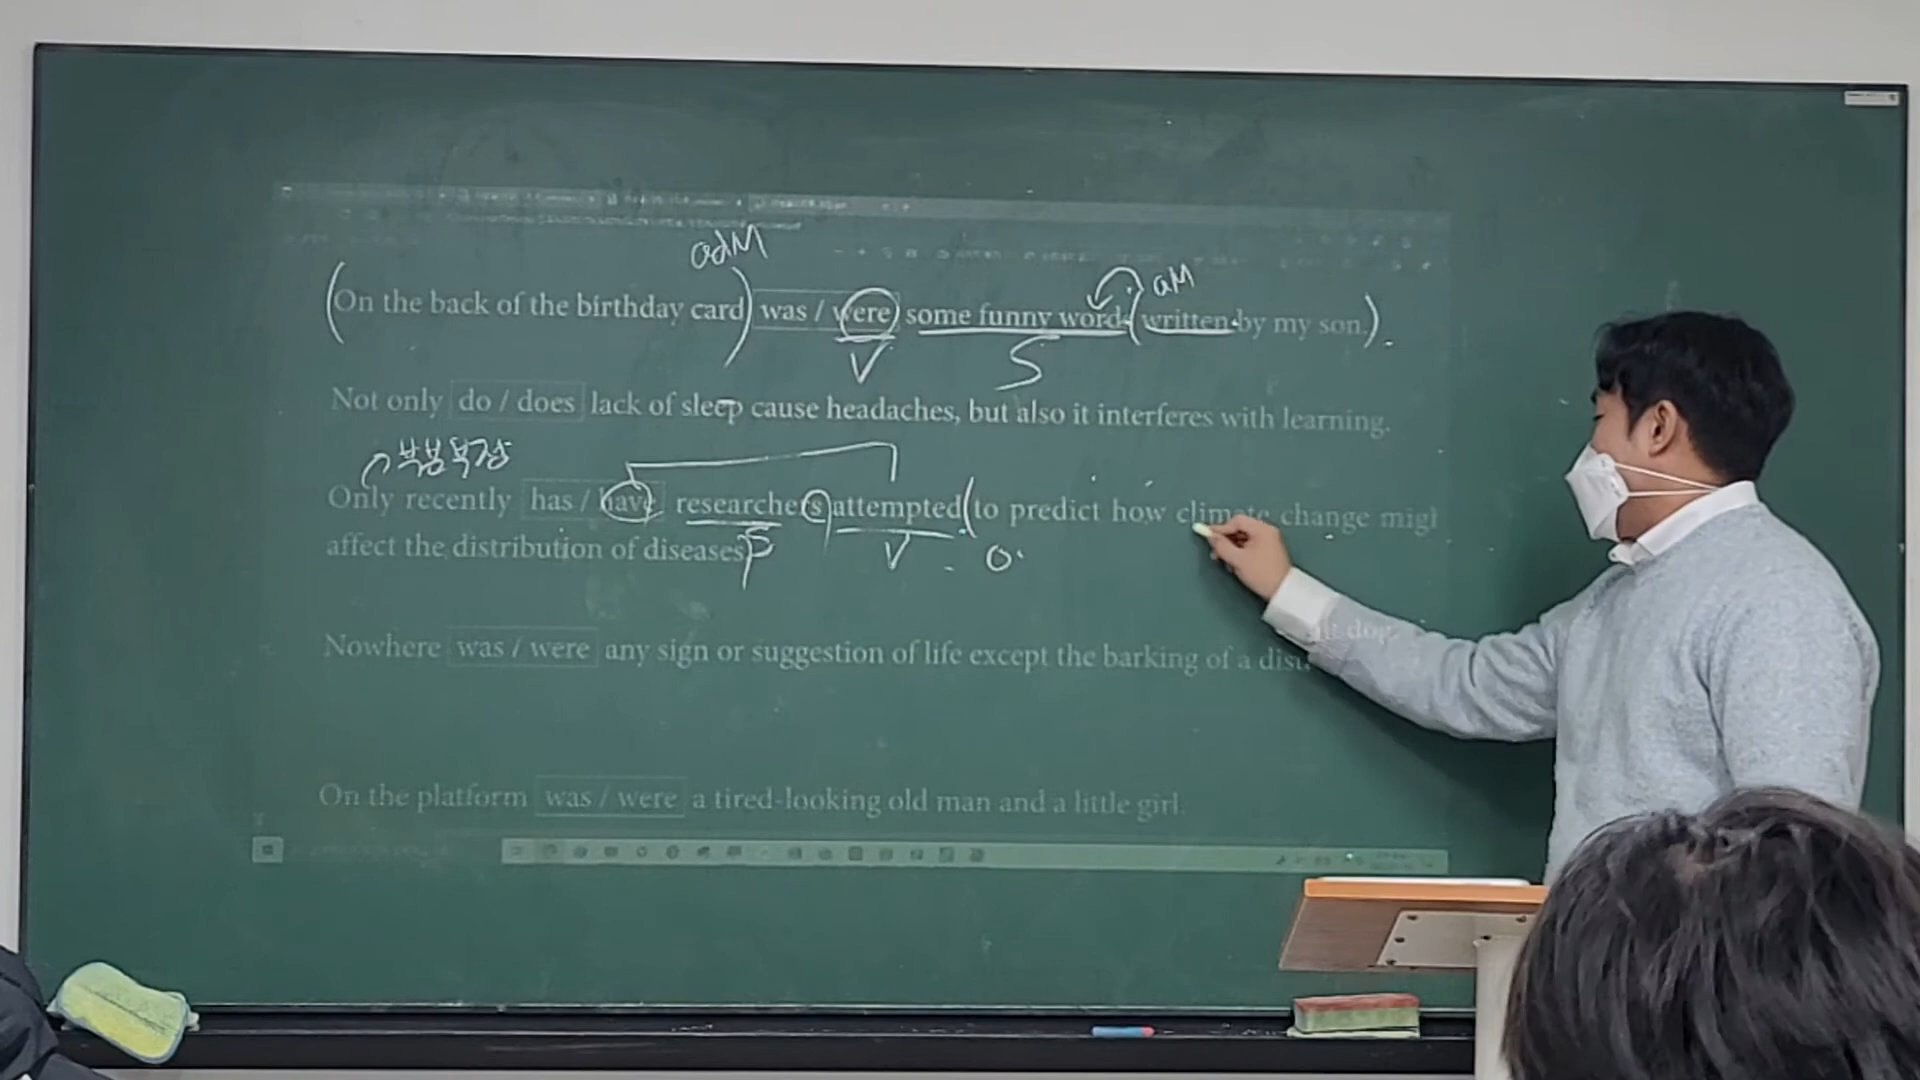 adM
aM
(On the back of the birthday card) was / were some funny words (written by my son.).
V
S
Not only do / does lack of sleep cause headaches, but also it interferes with learning.
Only recently has / have researchers attempted (to predict how climate change migh
S
V
O
affect the distribution of diseases)
Nowhere was / were any sign or suggestion of life except the barking of a dist dog
On the platform was / were a tired-looking old man and a little girl.